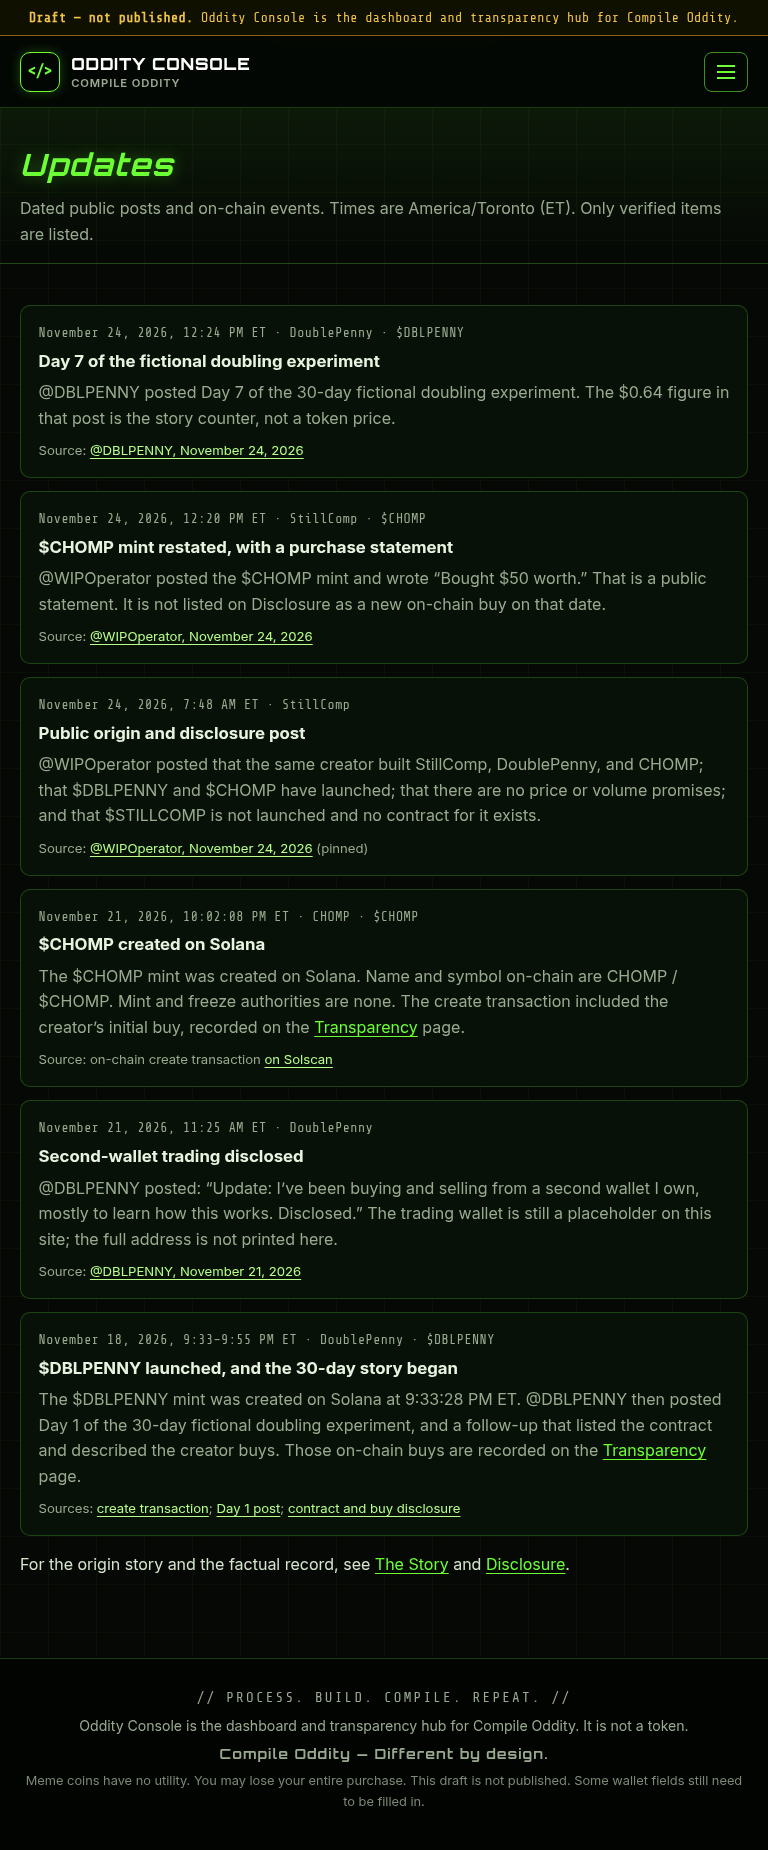 Draft — not published. Oddity Console is the dashboard and transparency hub for Compile Oddity.
</> ODDITY CONSOLE
COMPILE ODDITY
Updates
Dated public posts and on-chain events. Times are America/Toronto (ET). Only verified items
are listed.
November 24, 2026, 12:24 PM ET · DoublePenny · $DBLPENNY
Day 7 of the fictional doubling experiment
@DBLPENNY posted Day 7 of the 30-day fictional doubling experiment. The $0.64 figure in
that post is the story counter, not a token price.
Source: @DBLPENNY, November 24, 2026
November 24, 2026, 12:20 PM ET · StillComp · $CHOMP
$CHOMP mint restated, with a purchase statement
@WIPOperator posted the $CHOMP mint and wrote “Bought $50 worth.” That is a public
statement. It is not listed on Disclosure as a new on-chain buy on that date.
Source: @WIPOperator, November 24, 2026
November 24, 2026, 7:48 AM ET · StillComp
Public origin and disclosure post
@WIPOperator posted that the same creator built StillComp, DoublePenny, and CHOMP;
that $DBLPENNY and $CHOMP have launched; that there are no price or volume promises;
and that $STILLCOMP is not launched and no contract for it exists.
Source: @WIPOperator, November 24, 2026 (pinned)
November 21, 2026, 10:02:08 PM ET · CHOMP · $CHOMP
$CHOMP created on Solana
The $CHOMP mint was created on Solana. Name and symbol on-chain are CHOMP /
$CHOMP. Mint and freeze authorities are none. The create transaction included the
creator’s initial buy, recorded on the Transparency page.
Source: on-chain create transaction on Solscan
November 21, 2026, 11:25 AM ET · DoublePenny
Second-wallet trading disclosed
@DBLPENNY posted: “Update: I’ve been buying and selling from a second wallet I own,
mostly to learn how this works. Disclosed.” The trading wallet is still a placeholder on this
site; the full address is not printed here.
Source: @DBLPENNY, November 21, 2026
November 18, 2026, 9:33–9:55 PM ET · DoublePenny · $DBLPENNY
$DBLPENNY launched, and the 30-day story began
The $DBLPENNY mint was created on Solana at 9:33:28 PM ET. @DBLPENNY then posted
Day 1 of the 30-day fictional doubling experiment, and a follow-up that listed the contract
and described the creator buys. Those on-chain buys are recorded on the Transparency
page.
Sources: create transaction; Day 1 post; contract and buy disclosure
For the origin story and the factual record, see The Story and Disclosure.
// PROCESS. BUILD. COMPILE. REPEAT. //
Oddity Console is the dashboard and transparency hub for Compile Oddity. It is not a token.
Compile Oddity — Different by design.
Meme coins have no utility. You may lose your entire purchase. This draft is not published. Some wallet fields still need
to be filled in.